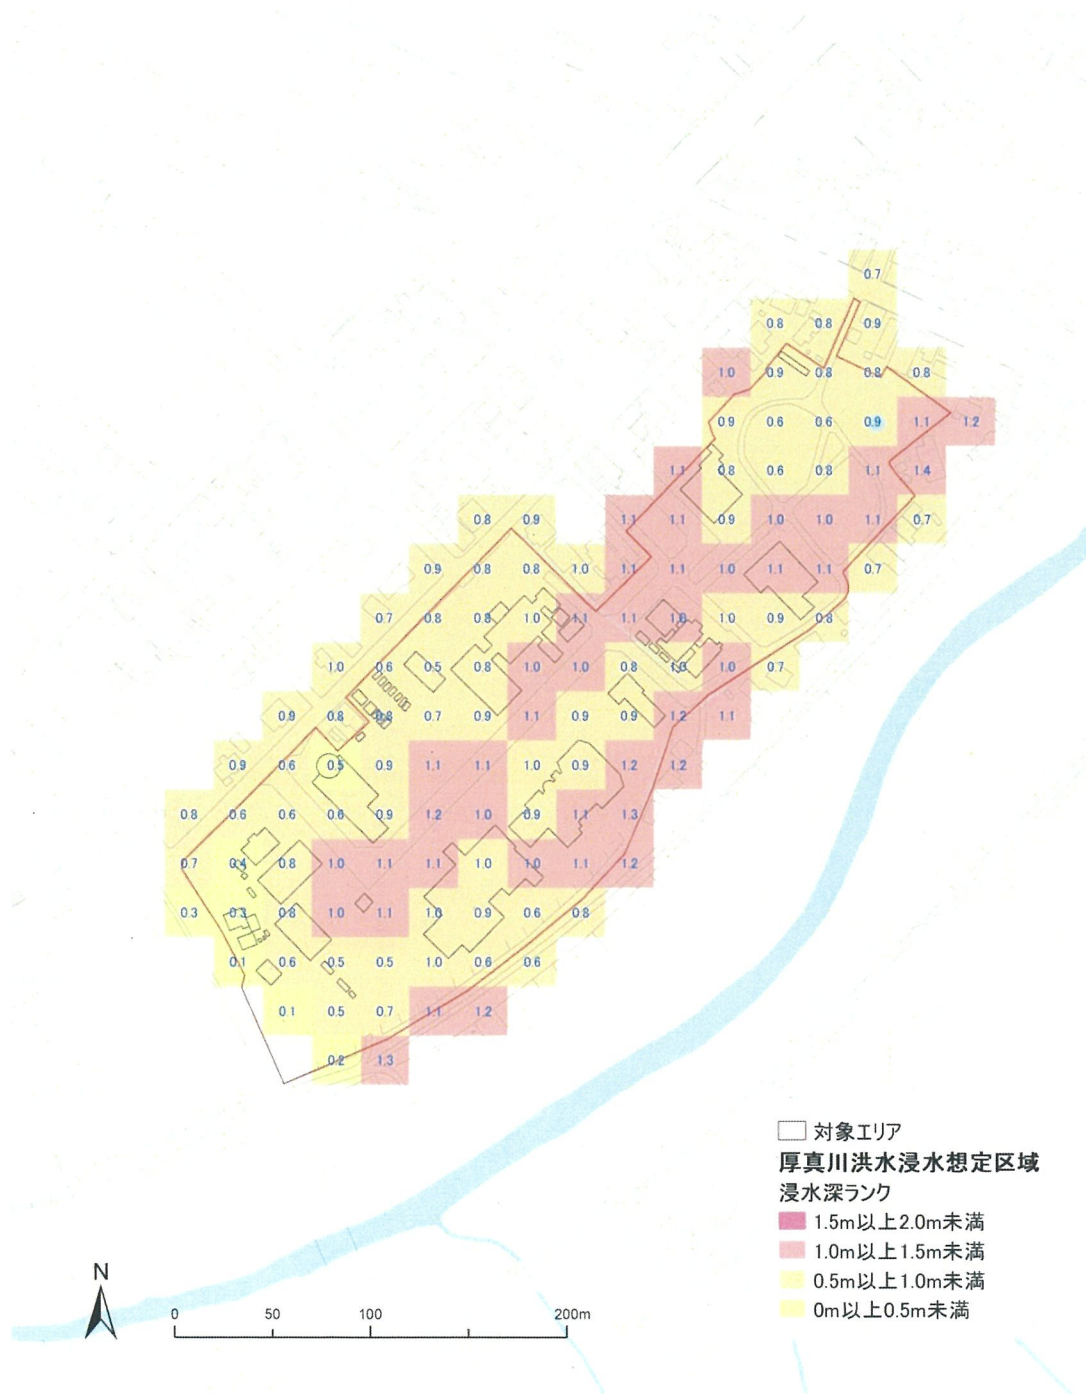 0.7
0.8 0.8 0.9
1.0 0.9 0.8 0.8 0.8
0.9 0.6 0.6 0.9 1.1 1.2
1.1 0.8 0.6 0.8 1.1 1.4
0.8 0.9 1.1 1.1 0.9 1.0 1.0 1.1 0.7
0.9 0.8 0.8 1.0 1.1 1.1 1.0 1.1 1.1 0.7
0.7 0.8 0.8 1.0 1.1 1.1 1.0 1.0 0.9 0.8
1.0 0.6 0.5 0.8 1.0 1.0 0.8 1.0 1.0 0.7
0.9 0.8 0.8 0.7 0.9 1.1 0.9 0.9 1.2 1.1
0.9 0.6 0.5 0.9 1.1 1.1 1.0 0.9 1.2 1.2
0.8 0.6 0.6 0.6 0.9 1.2 1.0 0.9 1.1 1.3
0.7 0.4 0.8 1.0 1.1 1.1 1.0 1.0 1.1 1.2
0.3 0.3 0.8 1.0 1.1 1.0 0.9 0.6 0.8
0.1 0.6 0.5 0.5 1.0 0.6 0.6
0.1 0.5 0.7 1.1 1.2
0.2 1.3
対象エリア
厚真川洪水浸水想定区域
浸水深ランク
1.5m以上2.0m未満
1.0m以上1.5m未満
0.5m以上1.0m未満
0m以上0.5m未満
N
0 50 100 200m